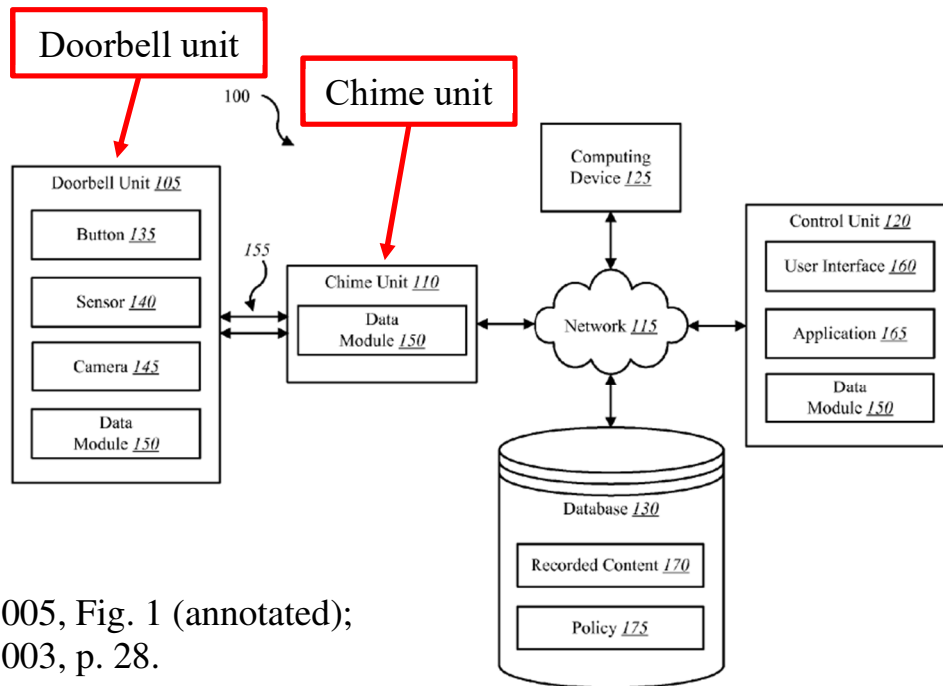 Doorbell unit
Chime unit
100
Doorbell Unit 105
Button 135
Sensor 140
Camera 145
Data
Module 150
155
Chime Unit 110
Data
Module 150
Computing
Device 125
Network 115
Control Unit 120
User Interface 160
Application 165
Data
Module 150
Database 130
Recorded Content 170
Policy 175
005, Fig. 1 (annotated);
003, p. 28.